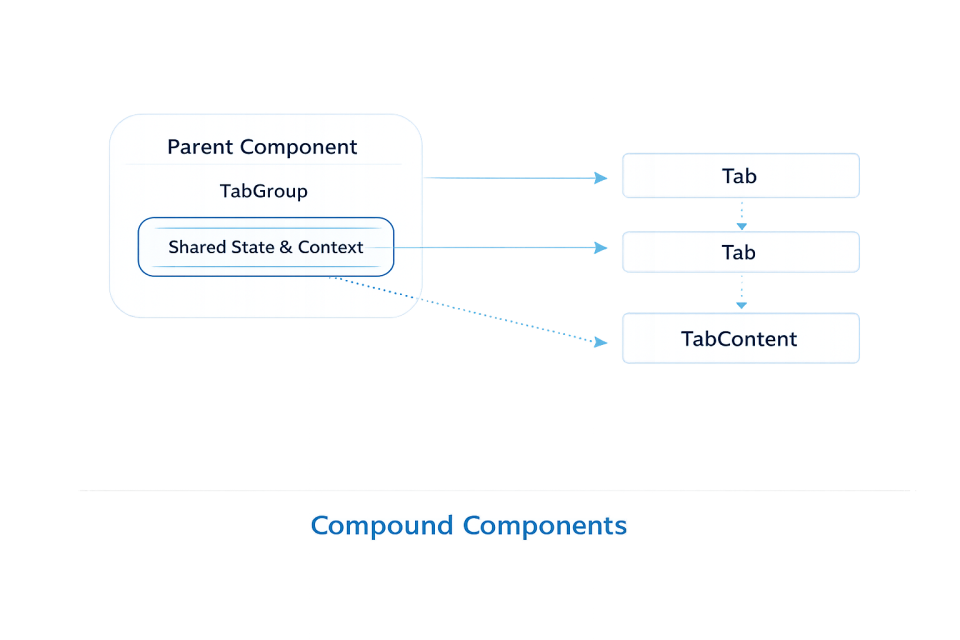 Parent Component
TabGroup
Shared State & Context
Tab
Tab
TabContent
Compound Components